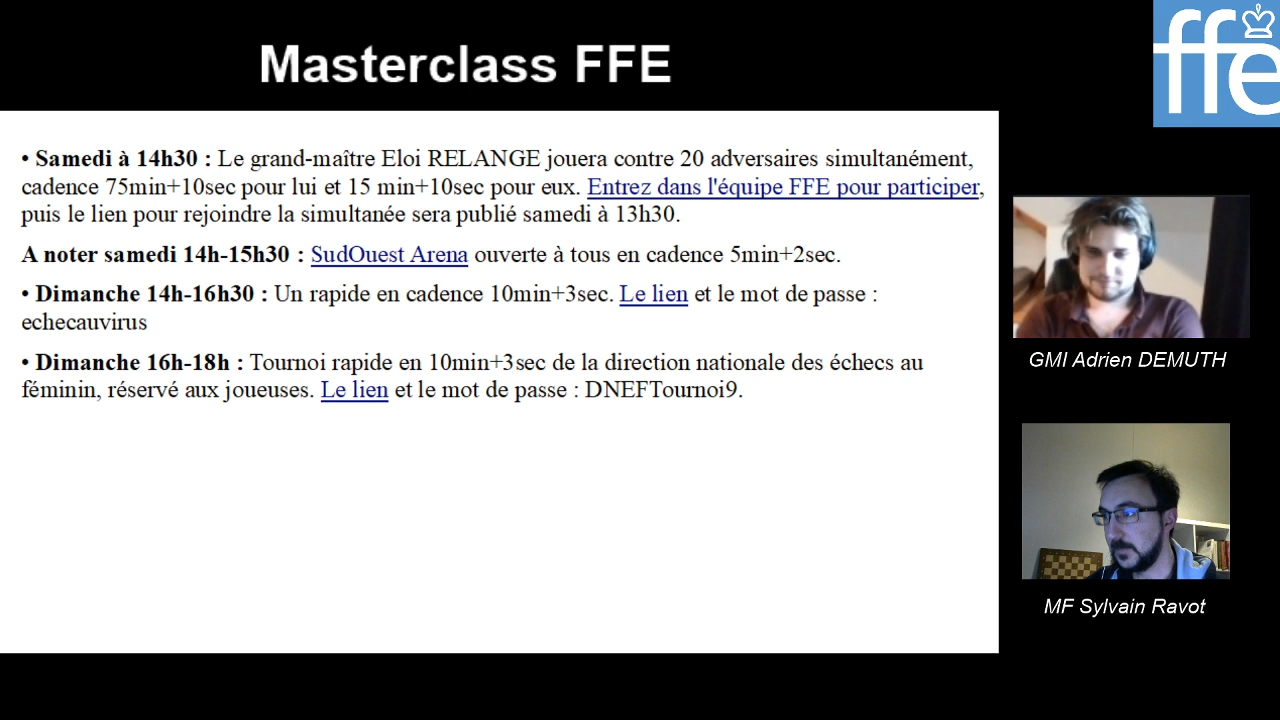 Masterclass FFE
ffe
• Samedi à 14h30 : Le grand-maître Eloi RELANGE jouera contre 20 adversaires simultanément,
cadence 75min+10sec pour lui et 15 min+10sec pour eux. Entrez dans l'équipe FFE pour participer,
puis le lien pour rejoindre la simultanée sera publié samedi à 13h30.
A noter samedi 14h-15h30 : SudOuest Arena ouverte à tous en cadence 5min+2sec.
• Dimanche 14h-16h30 : Un rapide en cadence 10min+3sec. Le lien et le mot de passe :
echecauvirus
• Dimanche 16h-18h : Tournoi rapide en 10min+3sec de la direction nationale des échecs au
féminin, réservé aux joueuses. Le lien et le mot de passe : DNEFTournoi9.
GMI Adrien DEMUTH
MF Sylvain Ravot